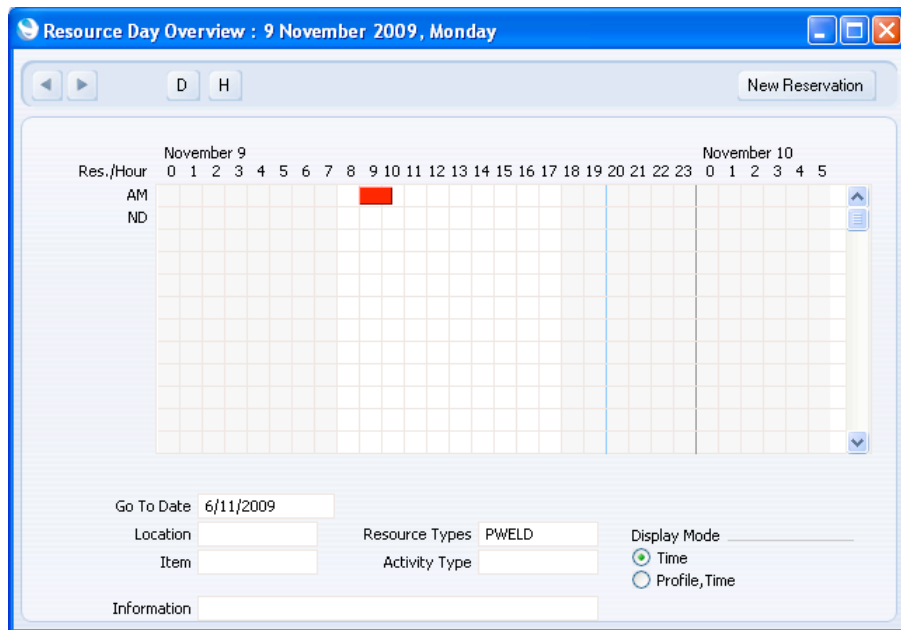 Resource Day Overview : 9 November 2009, Monday
D H New Reservation
November 9 November 10
Res./Hour 0 1 2 3 4 5 6 7 8 9 10 11 12 13 14 15 16 17 18 19 20 21 22 23 0 1 2 3 4 5
AM
ND
Go To Date 6/11/2009
Location Resource Types PWELD Display Mode
Item Activity Type Time
Profile,Time
Information